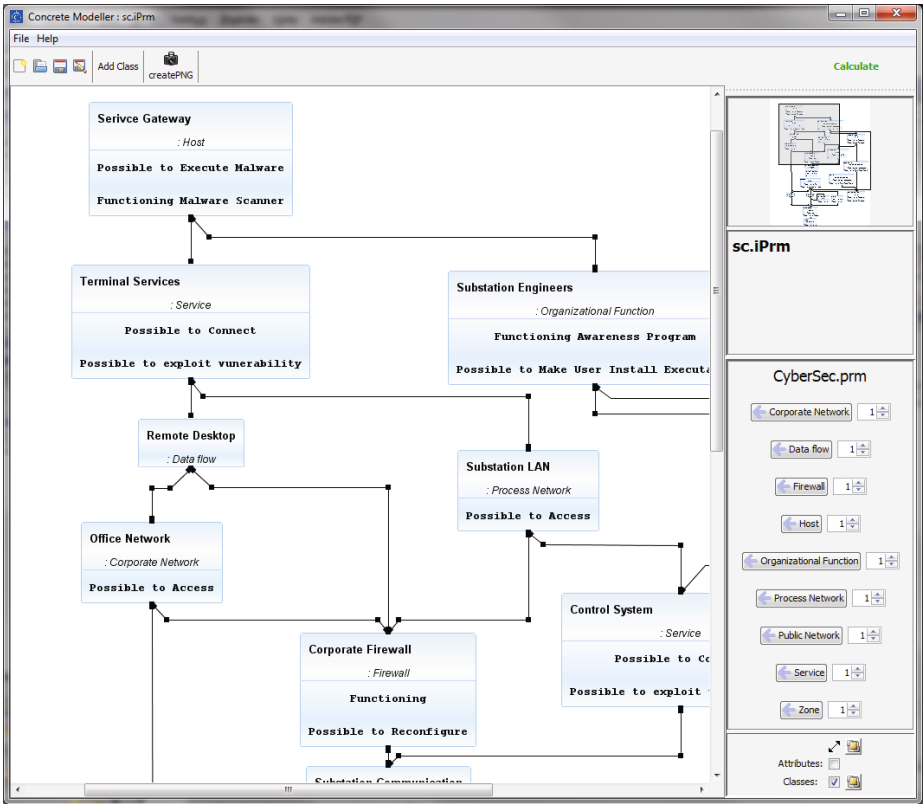 Concrete Modeller : sc.iPrm
File Help
Add Class
createPNG
Calculate
Serivce Gateway
: Host
Possible to Execute Malware
Functioning Malware Scanner
Terminal Services
: Service
Possible to Connect
Possible to exploit vunerability
Substation Engineers
: Organizational Function
Functioning Awareness Program
Possible to Make User Install Executa
Remote Desktop
: Data flow
Substation LAN
: Process Network
Possible to Access
Office Network
: Corporate Network
Possible to Access
Control System
: Service
Possible to Co
Possible to exploit
Corporate Firewall
: Firewall
Functioning
Possible to Reconfigure
Substation Communication
sc.iPrm
CyberSec.prm
Corporate Network 1
Data flow 1
Firewall 1
Host 1
Organizational Function 1
Process Network 1
Public Network 1
Service 1
Zone 1
Attributes:
Classes: